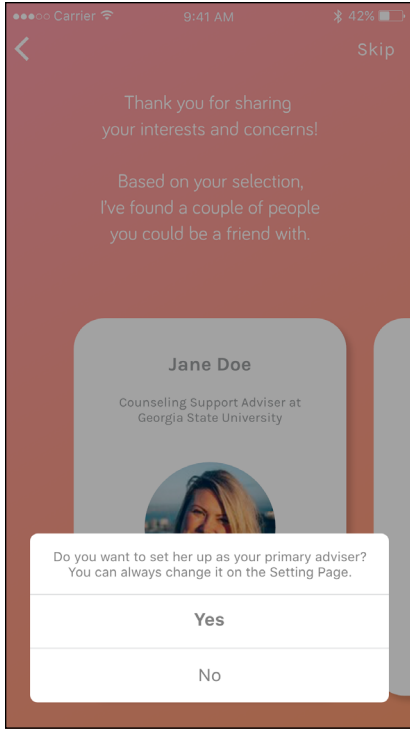 Carrier 9:41 AM 42%
Skip
Thank you for sharing
your interests and concerns!
Based on your selection,
I've found a couple of people
you could be a friend with.
Jane Doe
Counseling Support Adviser at
Georgia State University
Do you want to set her up as your primary adviser?
You can always change it on the Setting Page.
Yes
No